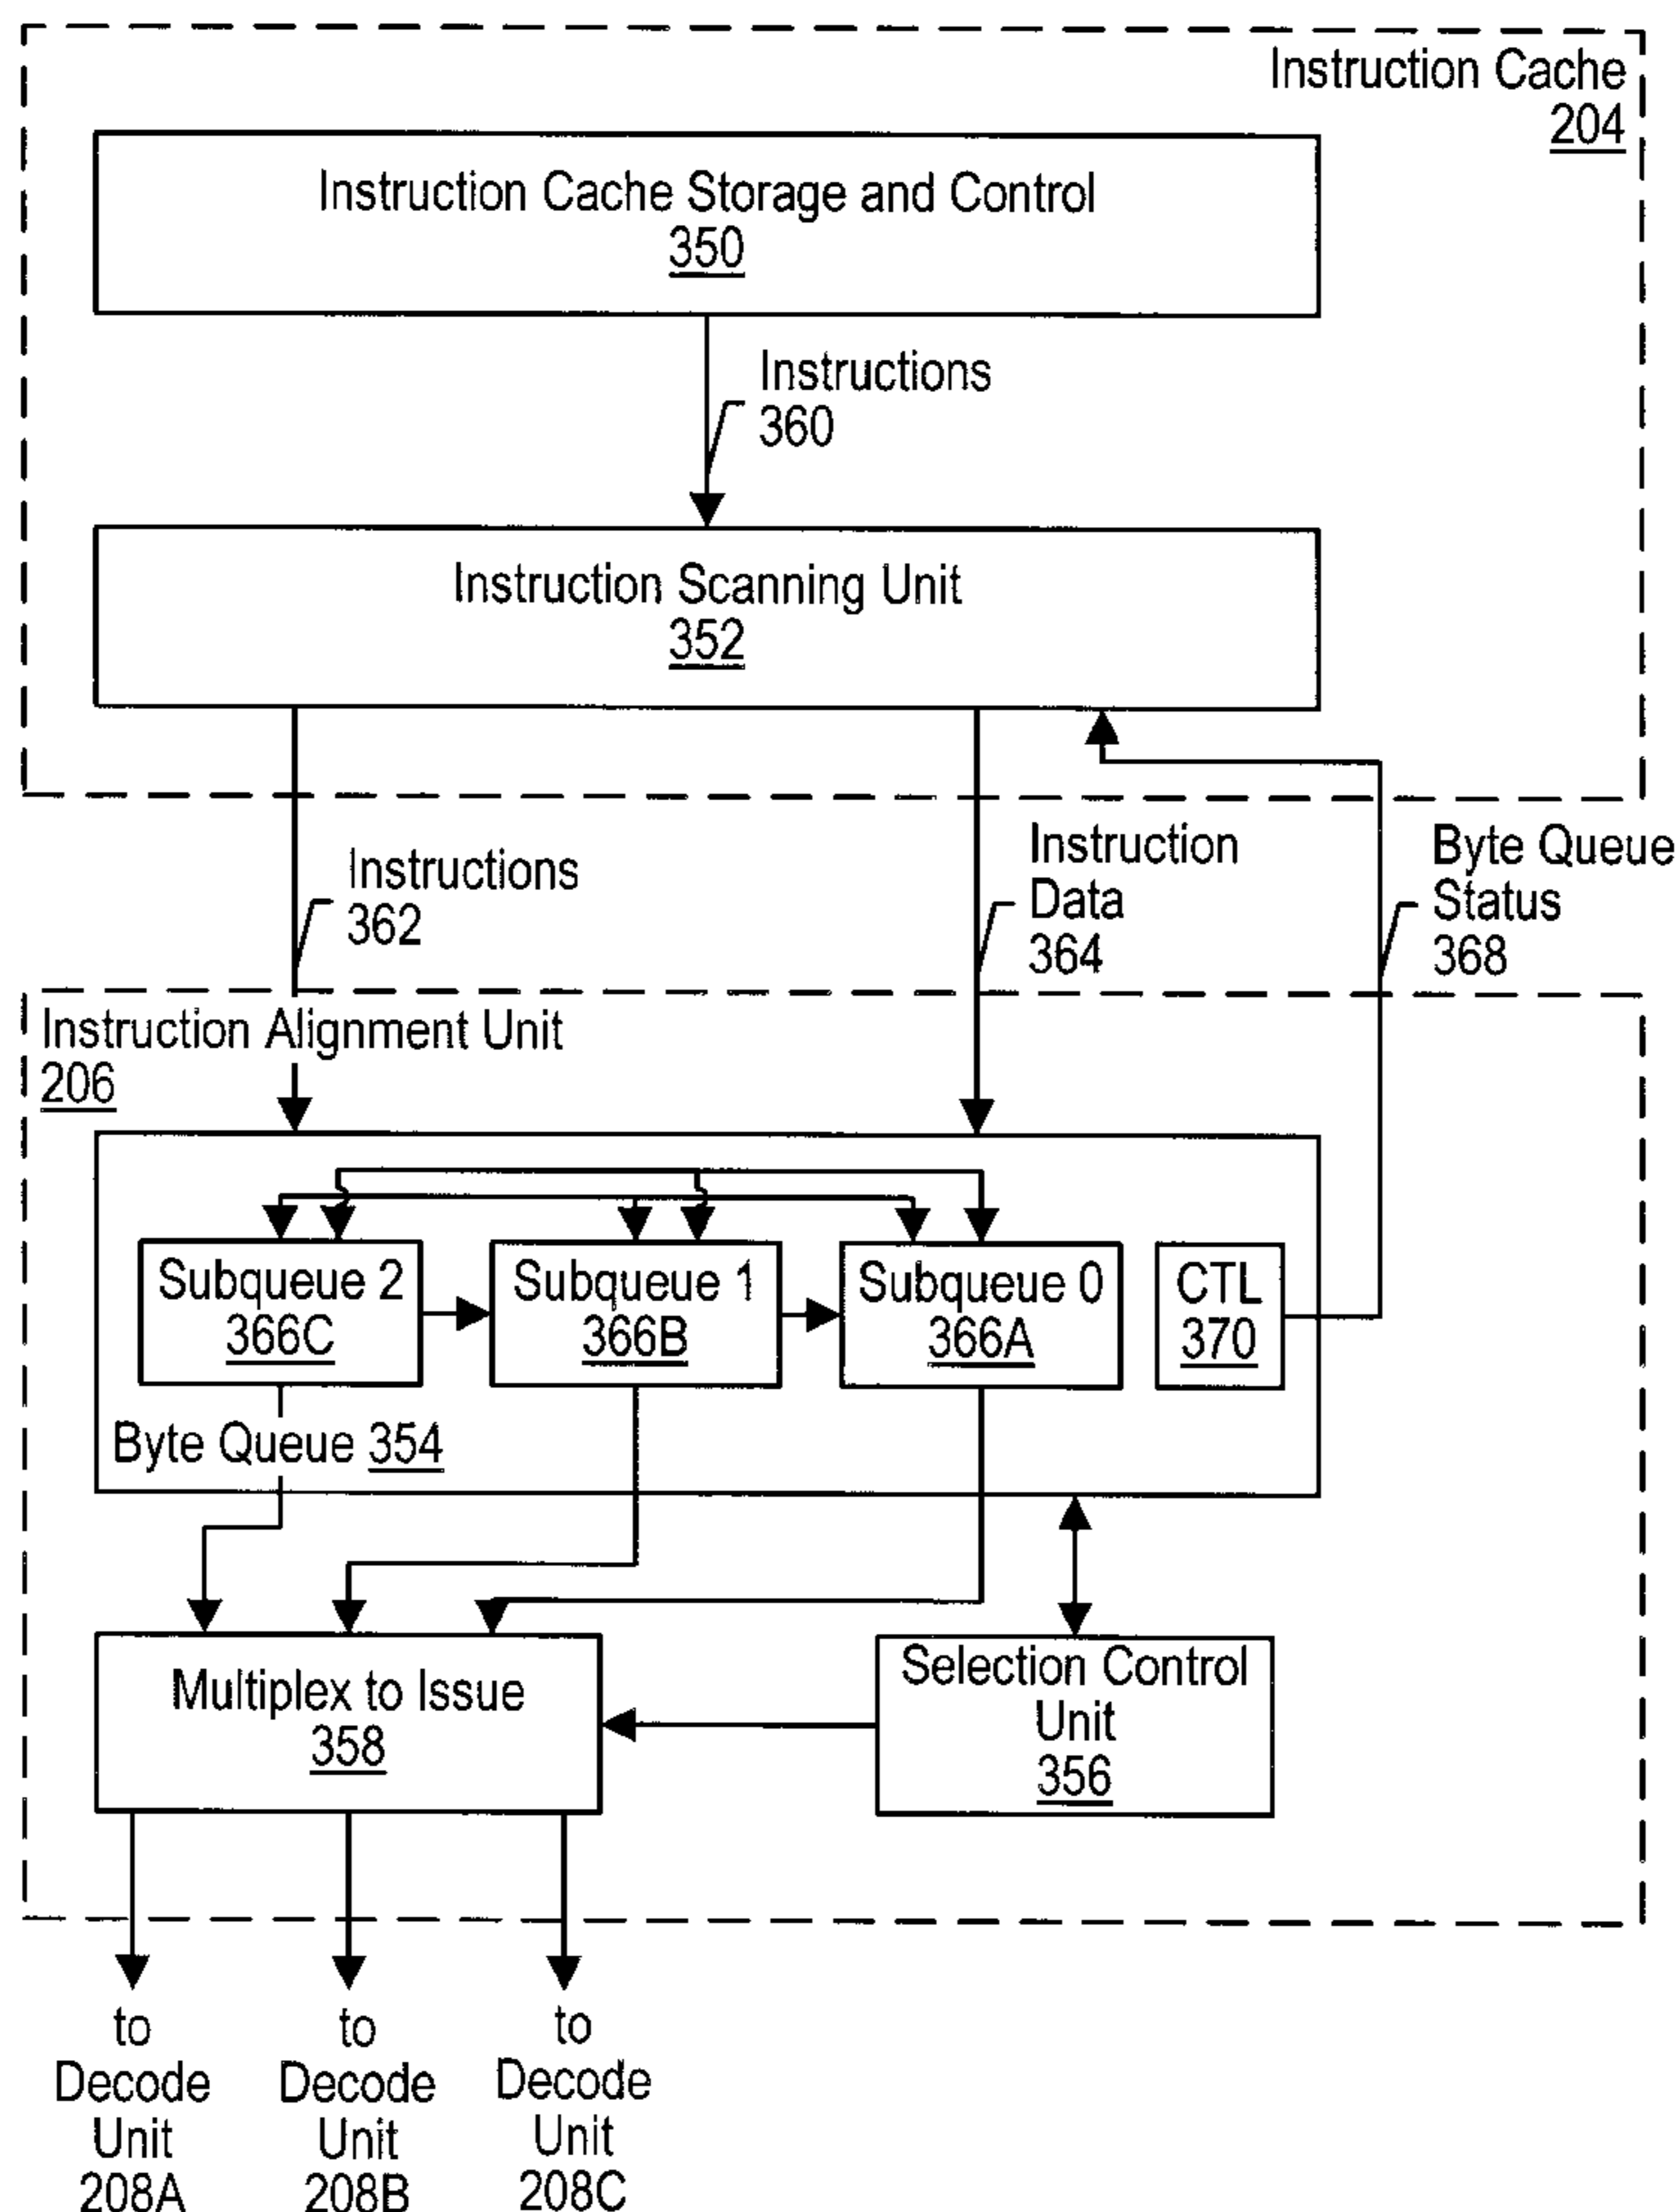 Instruction Cache
204
Instruction Cache Storage and Control
350
Instructions
360
Instruction Scanning Unit
352
Instructions
362
Instruction
Data
364
Byte Queue
Status
368
Instruction Alignment Unit
206
Subqueue 2
366C
Subqueue 1
366B
Subqueue 0
366A
CTL
370
Byte Queue 354
Multiplex to Issue
358
Selection Control
Unit
356
to
Decode
Unit
208A
to
Decode
Unit
208B
to
Decode
Unit
208C